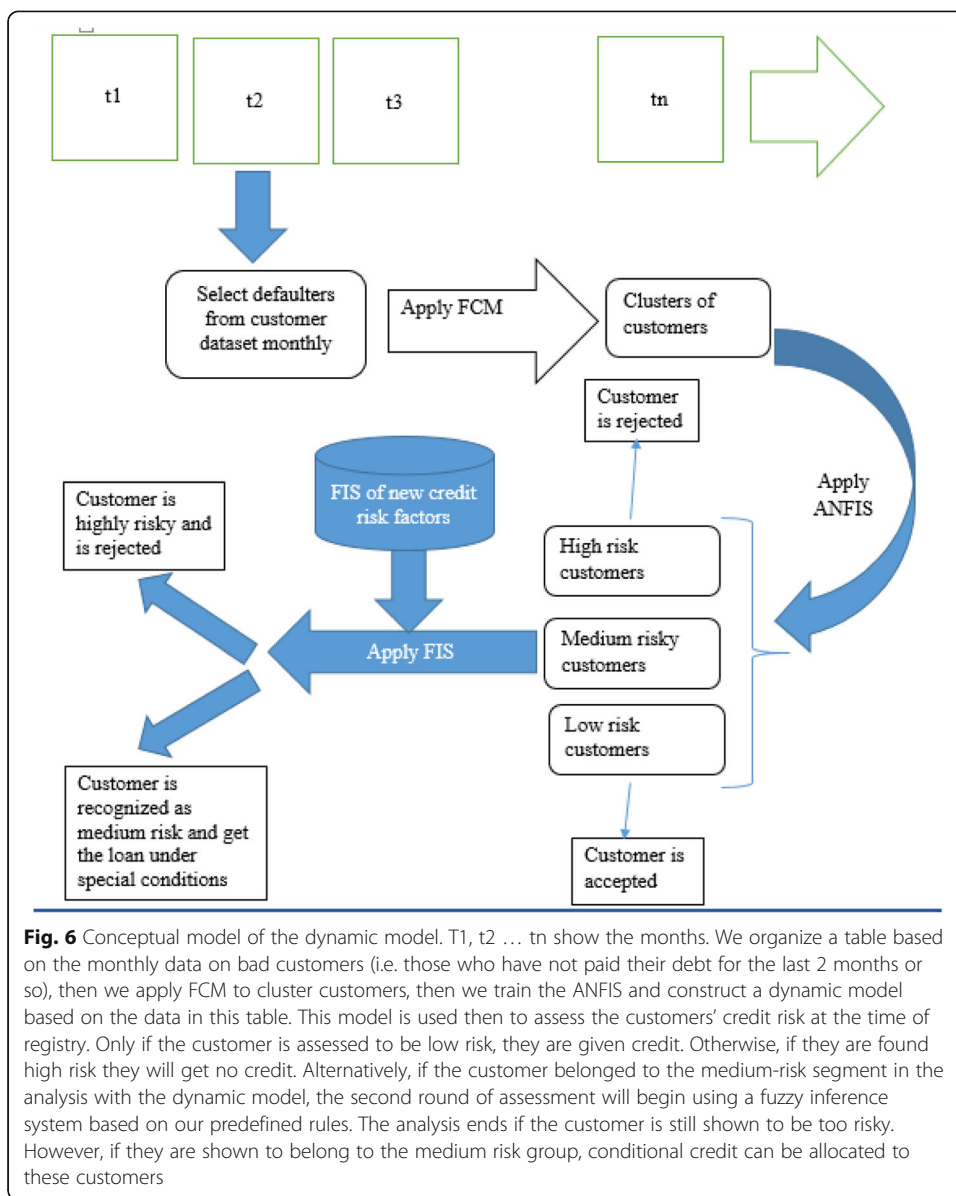 t1
t2
t3
tn
Select defaulters
from customer
dataset monthly
Apply FCM
Clusters of
customers
Customer
is rejected
Apply
ANFIS
FIS of new credit
risk factors
Customer is
highly risky and
is rejected
High risk
customers
Apply FIS
Medium risky
customers
Low risk
customers
Customer is
recognized as
medium risk and get
the loan under
special conditions
Customer is
accepted
Fig. 6 Conceptual model of the dynamic model. T1, t2 … tn show the months. We organize a table based
on the monthly data on bad customers (i.e. those who have not paid their debt for the last 2 months or
so), then we apply FCM to cluster customers, then we train the ANFIS and construct a dynamic model
based on the data in this table. This model is used then to assess the customers' credit risk at the time of
registry. Only if the customer is assessed to be low risk, they are given credit. Otherwise, if they are found
high risk they will get no credit. Alternatively, if the customer belonged to the medium-risk segment in the
analysis with the dynamic model, the second round of assessment will begin using a fuzzy inference
system based on our predefined rules. The analysis ends if the customer is still shown to be too risky.
However, if they are shown to belong to the medium risk group, conditional credit can be allocated to
these customers